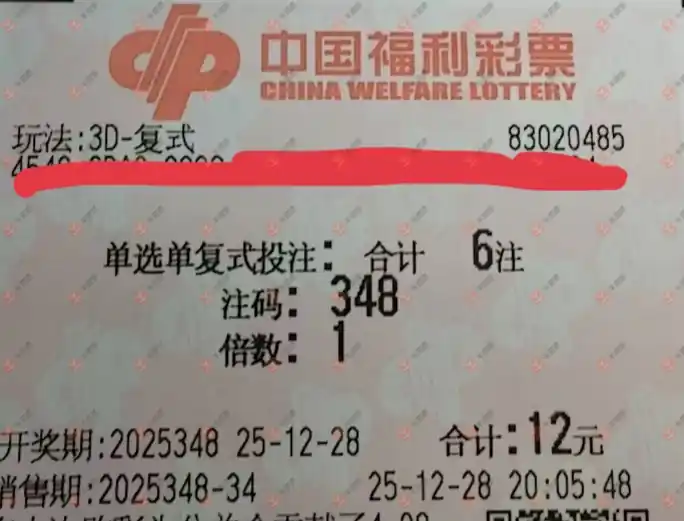 中国福利彩票
CHINA WELFARE LOTTERY
玩法:3D-复式 83020485
单选单复式投注: 合计 6注
注码: 348
倍数: 1
开奖期:2025348 25-12-28 合计:12元
销售期:2025348-34 25-12-28 20:05:48